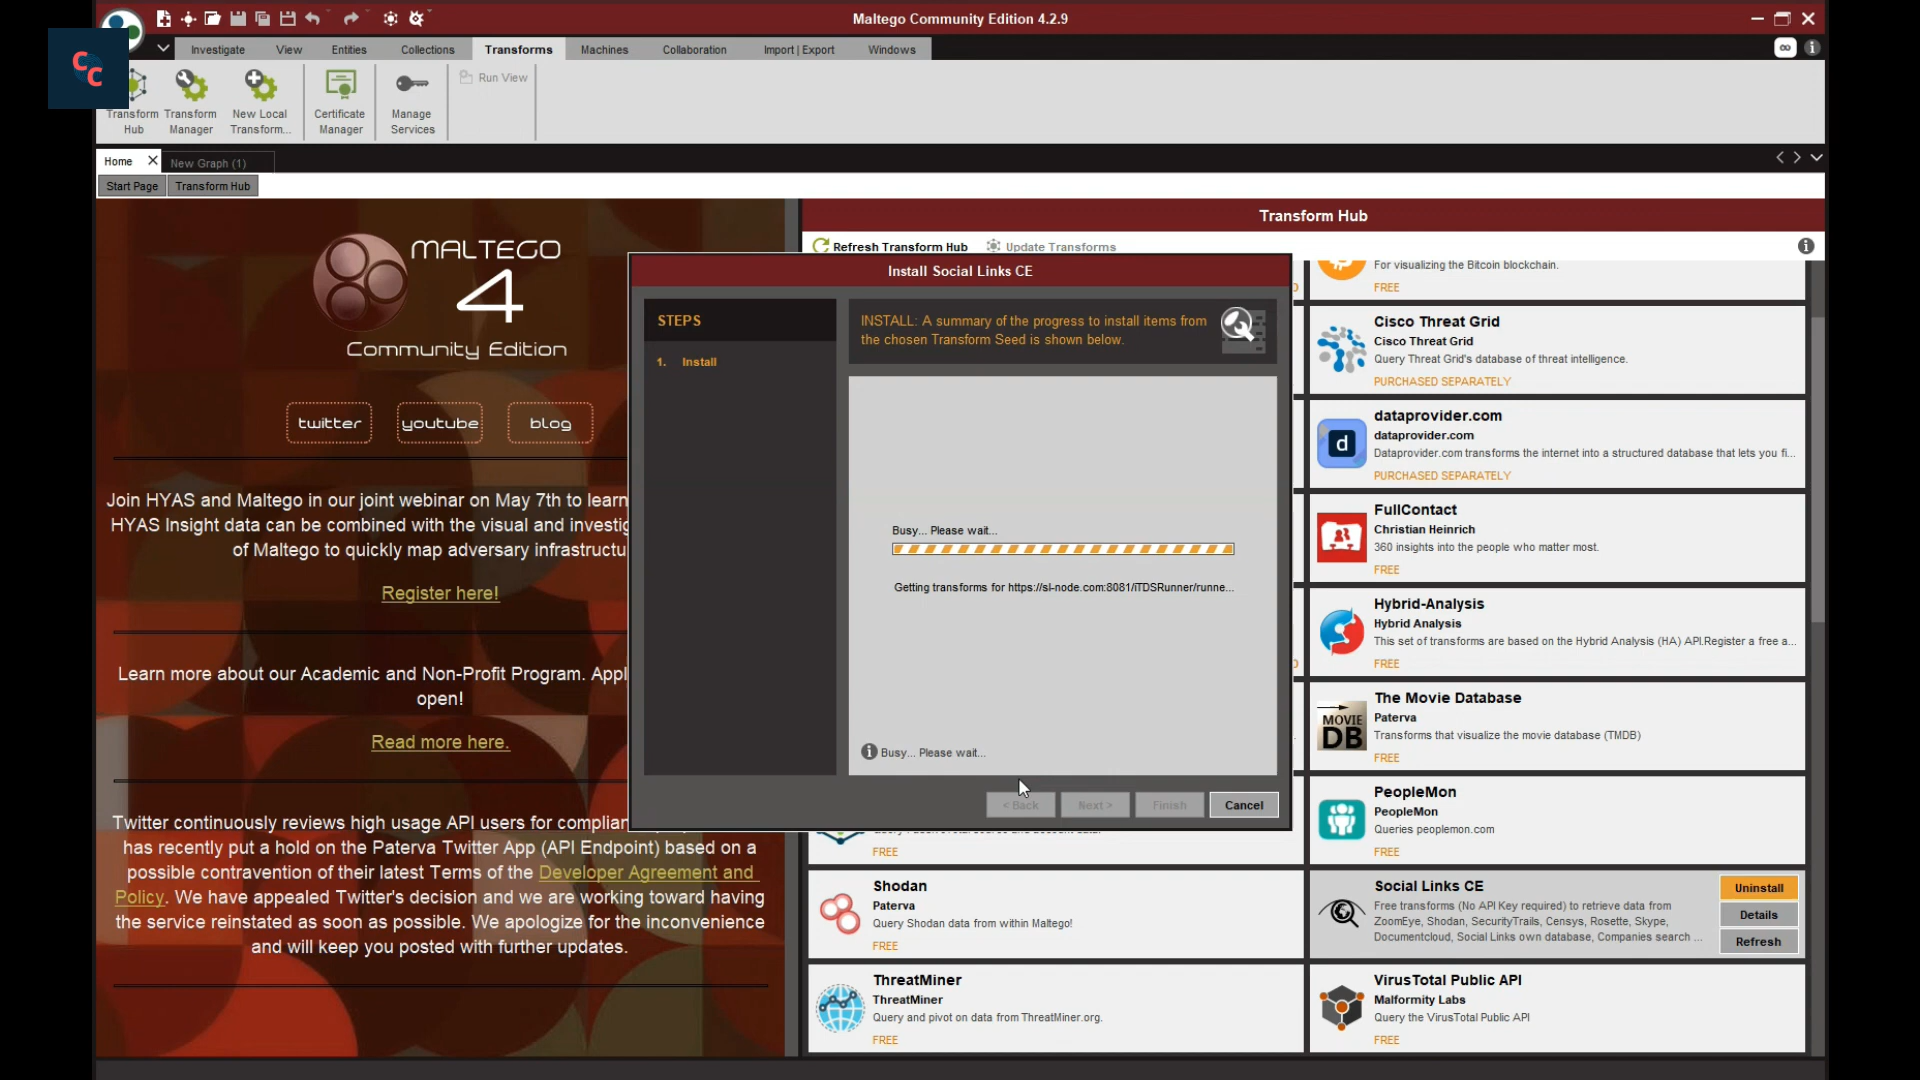 Maltego Community Edition 4.2.9
CC
Investigate View Entities Collections Transforms Machines Collaboration Import | Export Windows
Run View
Transform Hub
Transform Manager
New Local Transform...
Certificate Manager
Manage Services
Home
New Graph (1)
Start Page
Transform Hub
MALTEGO
4
Community Edition
twitter
youtube
blog
Join HYAS and Maltego in our joint webinar on May 7th to learn
HYAS Insight data can be combined with the visual and investig
of Maltego to quickly map adversary infrastructu
Register here!
Learn more about our Academic and Non-Profit Program. Appl
open!
Read more here.
Twitter continuously reviews high usage API users for complian
has recently put a hold on the Paterva Twitter App (API Endpoint) based on a
possible contravention of their latest Terms of the Developer Agreement and
Policy. We have appealed Twitter's decision and we are working toward having
the service reinstated as soon as possible. We apologize for the inconvenience
and will keep you posted with further updates.
Transform Hub
Refresh Transform Hub
Update Transforms
Install Social Links CE
STEPS
1. Install
INSTALL: A summary of the progress to install items from
the chosen Transform Seed is shown below.
Busy... Please wait...
Getting transforms for https://sl-node.com:8081/iTDSRunner/runne...
Busy... Please wait...
< Back
Next >
Finish
Cancel
For visualizing the Bitcoin blockchain.
FREE
Cisco Threat Grid
Cisco Threat Grid
Query Threat Grid's database of threat intelligence.
PURCHASED SEPARATELY
d
dataprovider.com
dataprovider.com
Dataprovider.com transforms the internet into a structured database that lets you fi...
PURCHASED SEPARATELY
FullContact
Christian Heinrich
360 insights into the people who matter most.
FREE
Hybrid-Analysis
Hybrid Analysis
This set of transforms are based on the Hybrid Analysis (HA) API.Register a free a...
FREE
MOVIE
DB
The Movie Database
Paterva
Transforms that visualize the movie database (TMDB)
FREE
PeopleMon
PeopleMon
Queries peoplemon.com
FREE
FREE
Shodan
Paterva
Query Shodan data from within Maltego!
FREE
Social Links CE
Free transforms (No API Key required) to retrieve data from
ZoomEye, Shodan, SecurityTrails, Censys, Rosette, Skype,
Documentcloud, Social Links own database, Companies search ...
Uninstall
Details
Refresh
ThreatMiner
ThreatMiner
Query and pivot on data from ThreatMiner.org.
FREE
VirusTotal Public API
Malformity Labs
Query the VirusTotal Public API
FREE